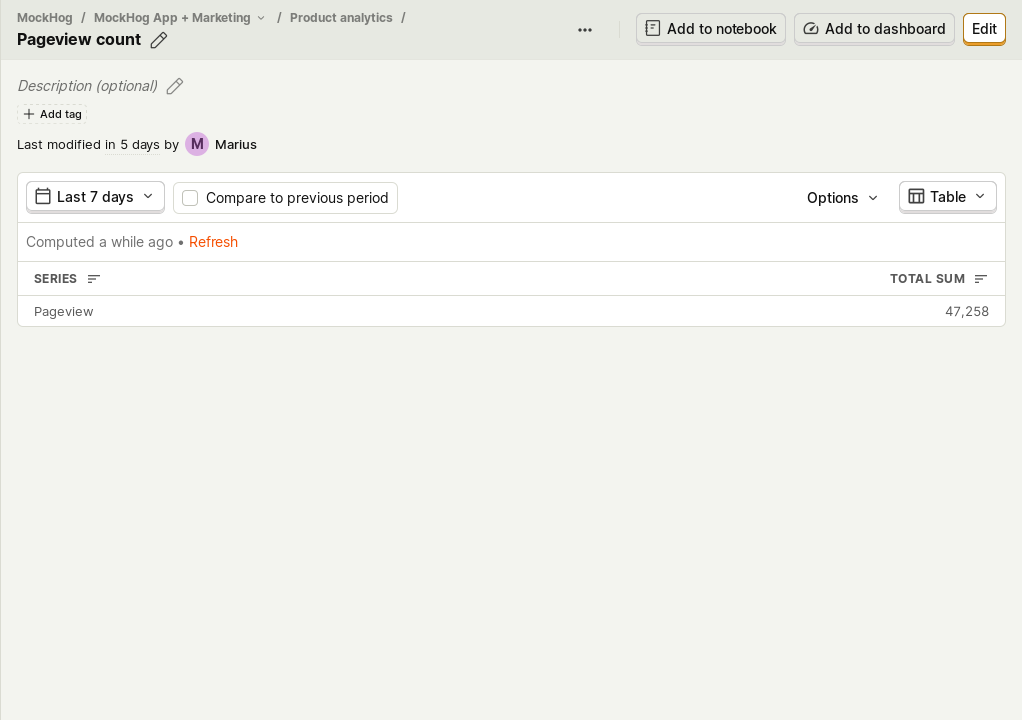 MockHog / MockHog App + Marketing / Product analytics /
Pageview count
Add to notebook
Add to dashboard
Edit
Description (optional)
Add tag
Last modified in 5 days by M Marius
Last 7 days
Compare to previous period
Options
Table
Computed a while ago • Refresh
SERIES TOTAL SUM
Pageview 47,258